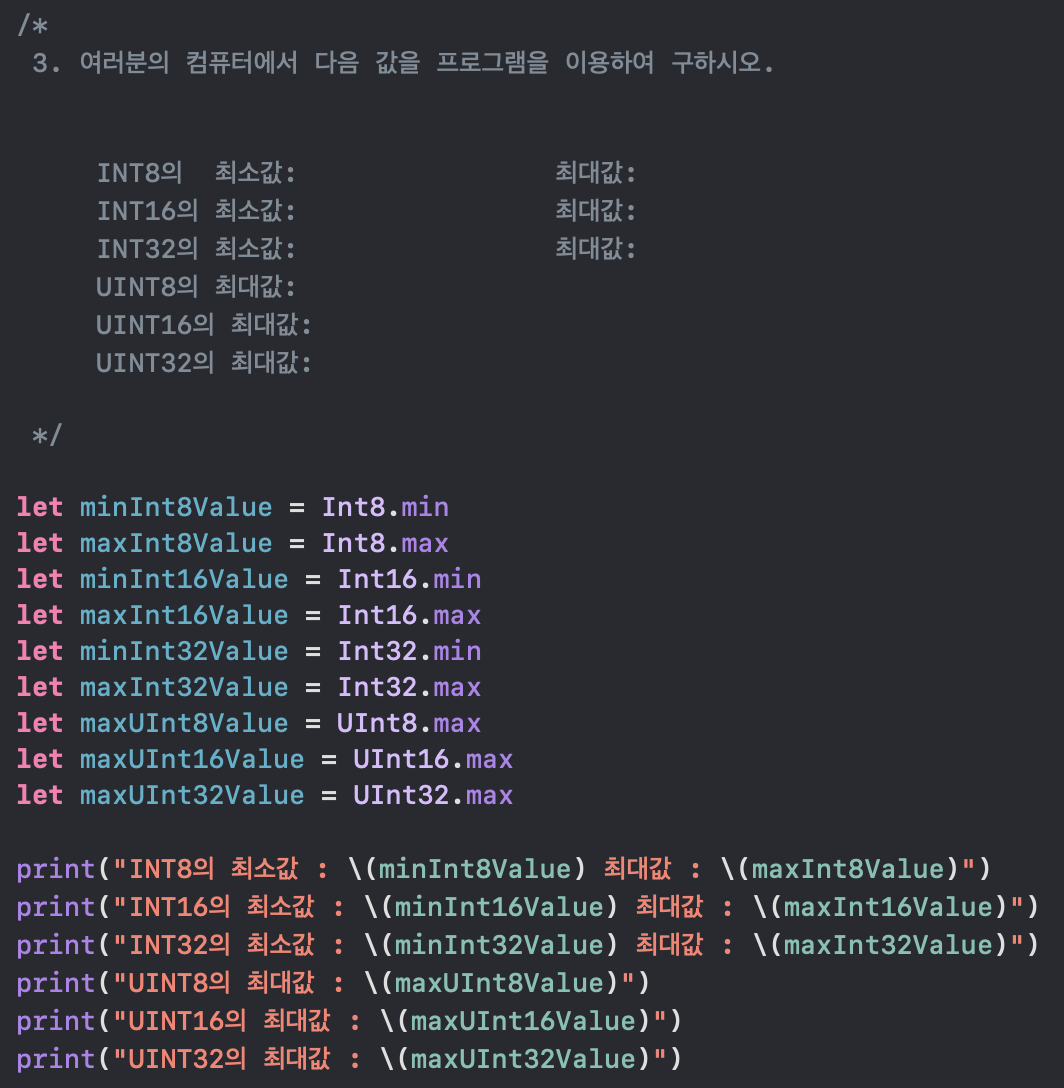 /*
 3. 여러분의 컴퓨터에서 다음 값을 프로그램을 이용하여 구하시오.
     INT8의  최소값:                최대값:
     INT16의 최소값:                최대값:
     INT32의 최소값:                최대값:
     UINT8의 최대값:
     UINT16의 최대값:
     UINT32의 최대값:
 */
let minInt8Value = Int8.min
let maxInt8Value = Int8.max
let minInt16Value = Int16.min
let maxInt16Value = Int16.max
let minInt32Value = Int32.min
let maxInt32Value = Int32.max
let maxUInt8Value = UInt8.max
let maxUInt16Value = UInt16.max
let maxUInt32Value = UInt32.max
print("INT8의 최소값 : \(minInt8Value) 최대값 : \(maxInt8Value)")
print("INT16의 최소값 : \(minInt16Value) 최대값 : \(maxInt16Value)")
print("INT32의 최소값 : \(minInt32Value) 최대값 : \(maxInt32Value)")
print("UINT8의 최대값 : \(maxUInt8Value)")
print("UINT16의 최대값 : \(maxUInt16Value)")
print("UINT32의 최대값 : \(maxUInt32Value)")